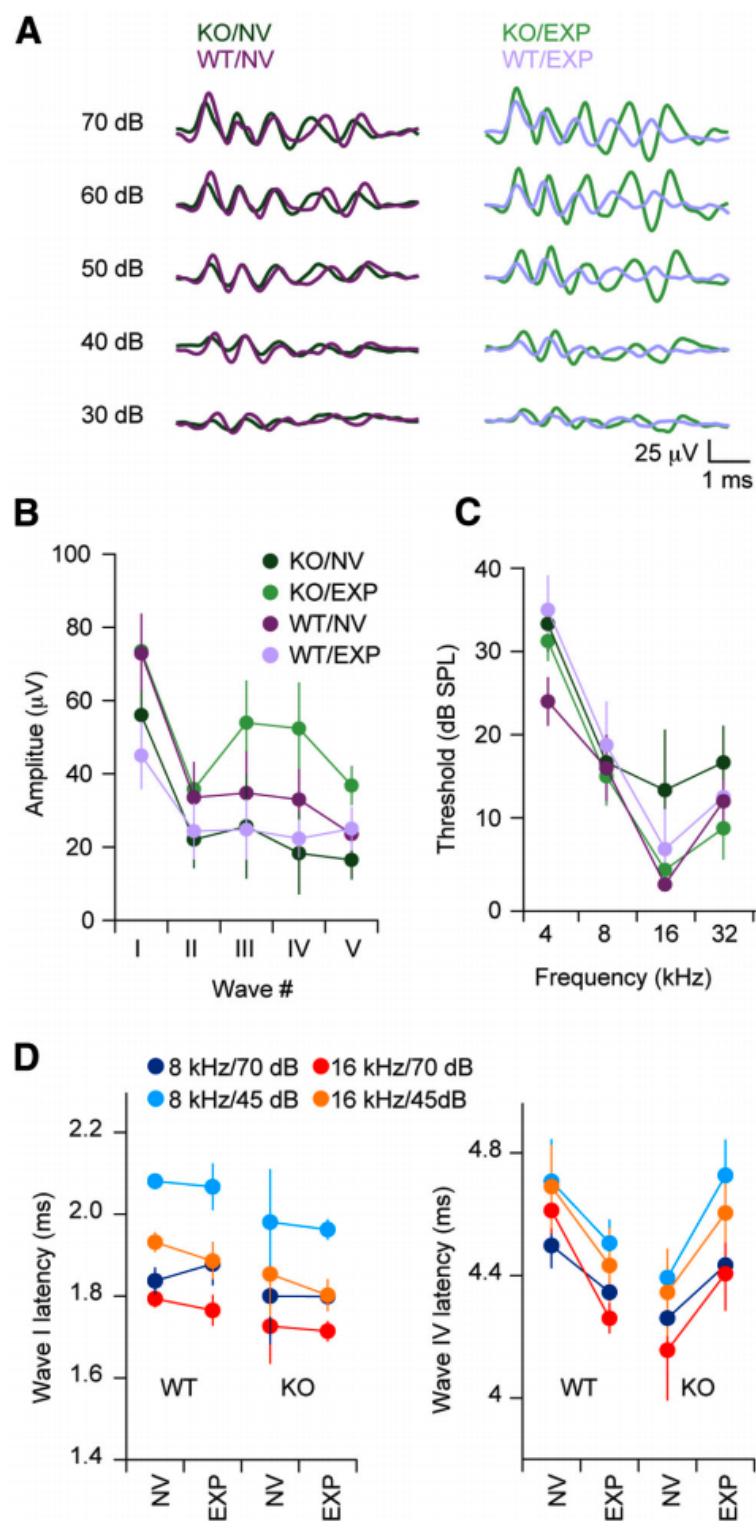 A
KO/NV KO/EXP
WT/NV WT/EXP
70 dB
60 dB
50 dB
40 dB
30 dB
25 μV
1 ms
B
Amplitue (μV)
100
80
60
40
20
0
KO/NV
KO/EXP
WT/NV
WT/EXP
I II III IV V
Wave #
C
Threshold (dB SPL)
40
30
20
10
0
4 8 16 32
Frequency (kHz)
D
8 kHz/70 dB 16 kHz/70 dB
8 kHz/45 dB 16 kHz/45dB
Wave I latency (ms)
2.2
2.0
1.8
1.6
1.4
WT KO
NV EXP NV EXP
Wave IV latency (ms)
4.8
4.4
4
WT KO
NV EXP NV EXP